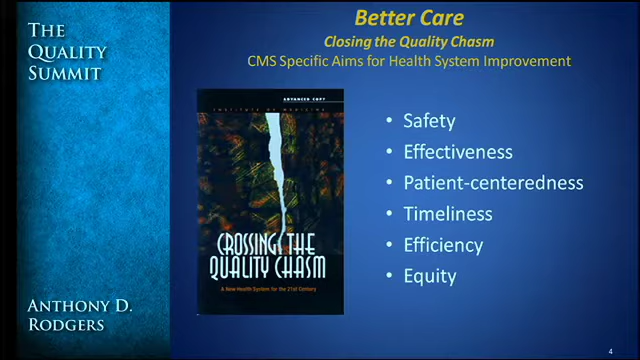 THE
QUALITY
SUMMIT
ANTHONY D.
RODGERS
Better Care
Closing the Quality Chasm
CMS Specific Aims for Health System Improvement
ADVANCED COPY
INSTITUTE OF MEDICINE
CROSSING THE
QUALITY CHASM
A New Health System for the 21st Century
• Safety
• Effectiveness
• Patient-centeredness
• Timeliness
• Efficiency
• Equity
4